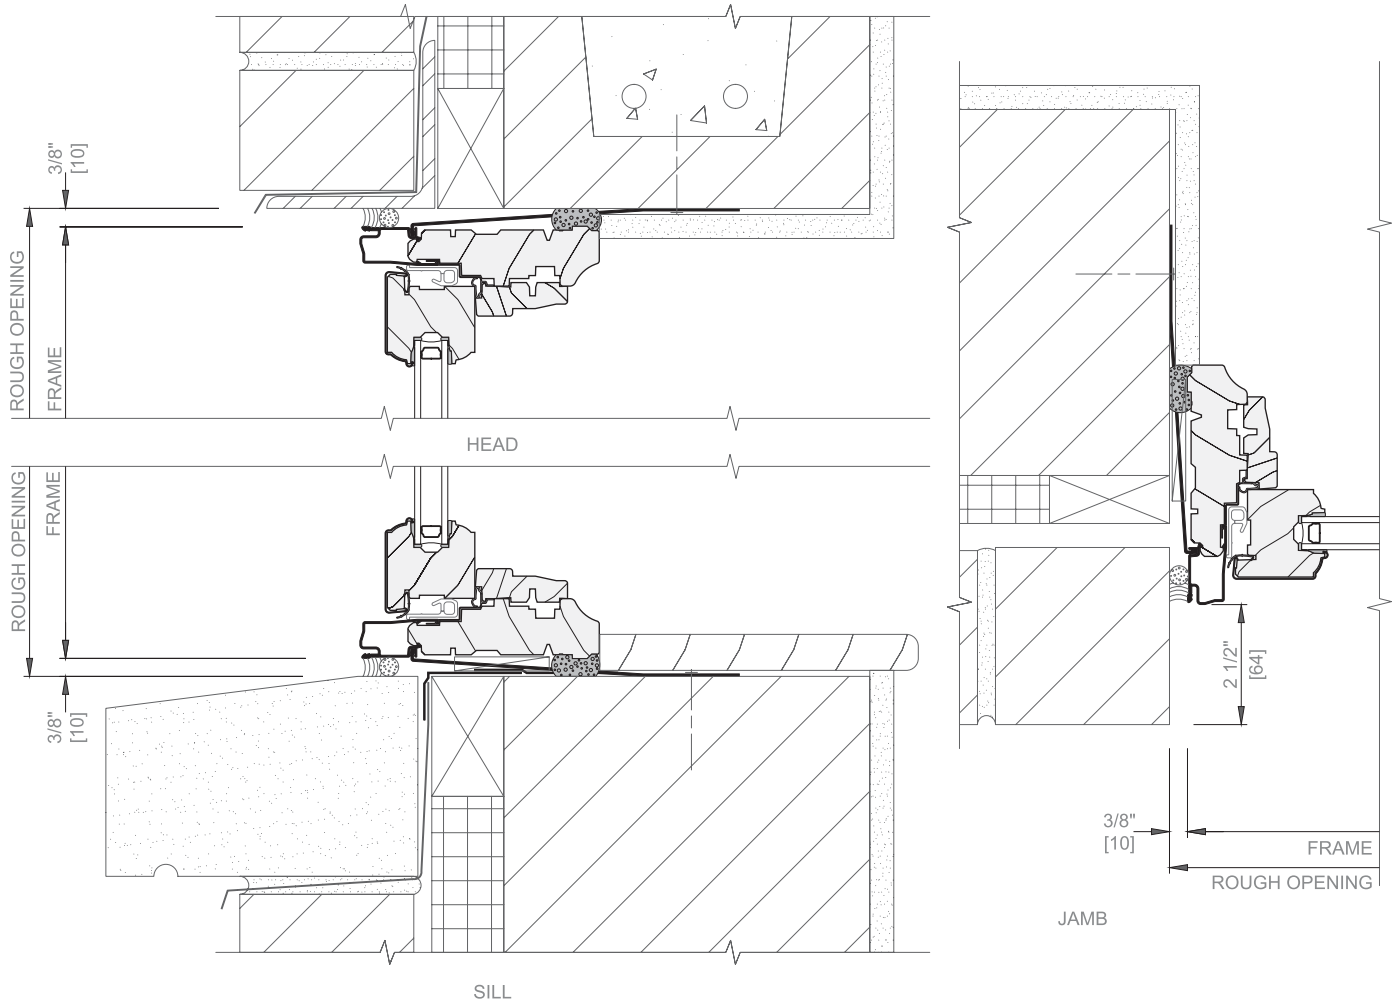 3/8"
[10]
ROUGH OPENING
FRAME
HEAD
ROUGH OPENING
FRAME
3/8"
[10]
SILL
2 1/2"
[64]
3/8"
[10]
FRAME
ROUGH OPENING
JAMB